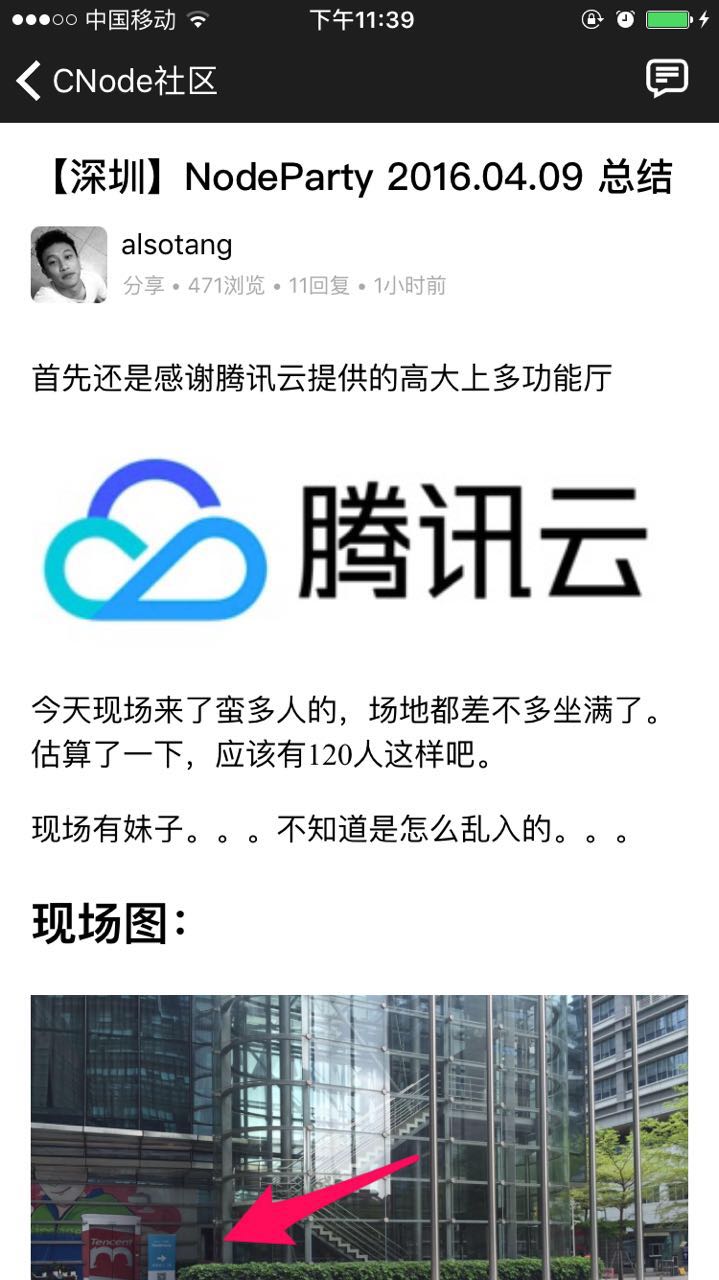 中国移动 下午11:39
CNode社区
【深圳】NodeParty 2016.04.09 总结
alsotang
分享 • 471浏览 • 11回复 • 1小时前
首先还是感谢腾讯云提供的高大上多功能厅
腾讯云
今天现场来了蛮多人的，场地都差不多坐满了。
估算了一下，应该有120人这样吧。
现场有妹子。。。不知道是怎么乱入的。。。
现场图：
Tencent